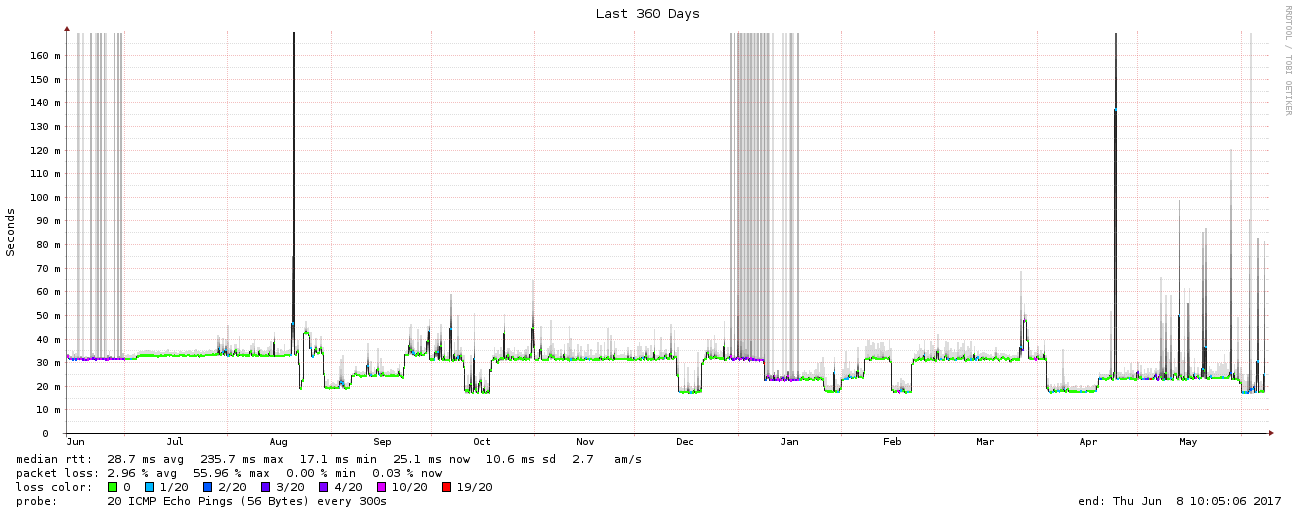 Last 360 Days
RRDTOOL / TOBI OETIKER
Seconds
160 m
150 m
140 m
130 m
120 m
110 m
100 m
90 m
80 m
70 m
60 m
50 m
40 m
30 m
20 m
10 m
0
Jun Jul Aug Sep Oct Nov Dec Jan Feb Mar Apr May
median rtt: 28.7 ms avg 235.7 ms max 17.1 ms min 25.1 ms now 10.6 ms sd 2.7 am/s
packet loss: 2.96 % avg 55.96 % max 0.00 % min 0.03 % now
loss color: 0 1/20 2/20 3/20 4/20 10/20 19/20
probe: 20 ICMP Echo Pings (56 Bytes) every 300s end: Thu Jun 8 10:05:06 2017